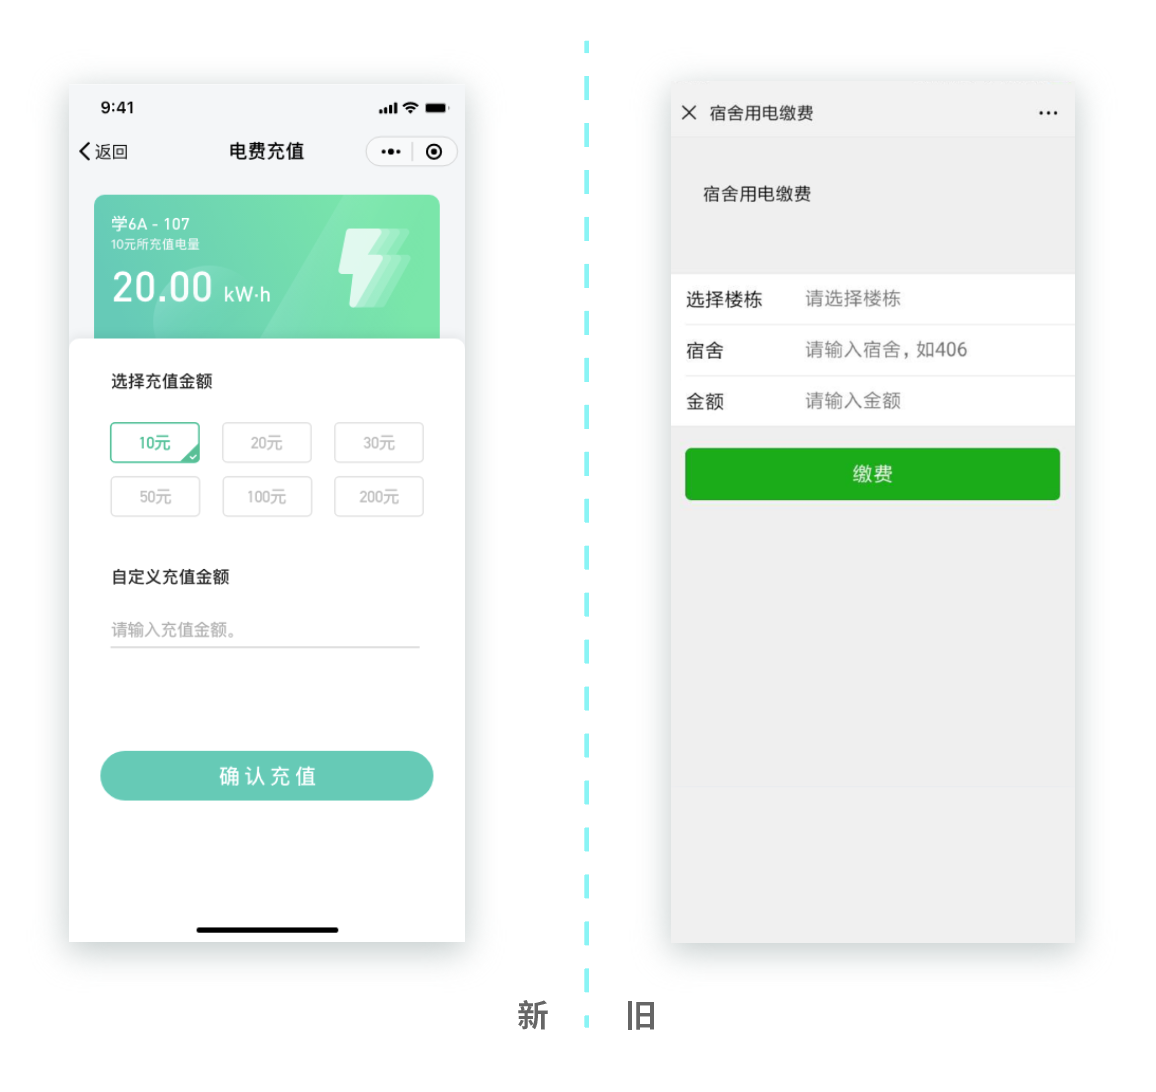 9:41
返回
电费充值
学6A - 107
10元所充值电量
20.00 kW·h
选择充值金额
10元 20元 30元
50元 100元 200元
自定义充值金额
请输入充值金额。
确认充值
新
宿舍用电缴费
宿舍用电缴费
选择楼栋 请选择楼栋
宿舍 请输入宿舍，如406
金额 请输入金额
缴费
旧